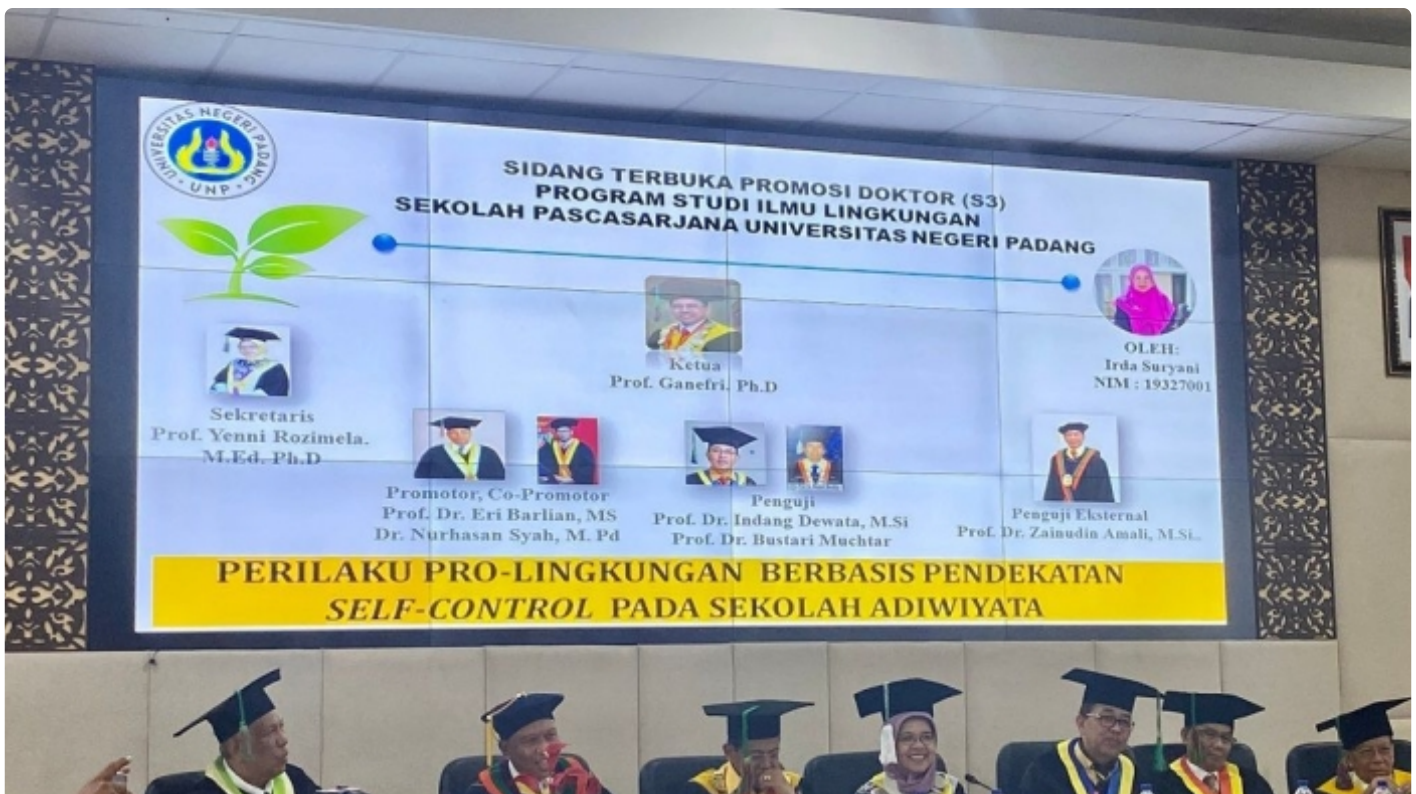 UNIVERSITAS NEGERI PADANG
UNP
SIDANG TERBUKA PROMOSI DOKTOR (S3)
PROGRAM STUDI ILMU LINGKUNGAN
SEKOLAH PASCASARJANA UNIVERSITAS NEGERI PADANG
OLEH:
Irda Suryani
NIM : 19327001
Ketua
Prof. Ganefri. Ph.D
Sekretaris
Prof. Yenni Rozimela.
M.Ed. Ph.D
Promotor, Co-Promotor
Prof. Dr. Eri Barlian, MS
Dr. Nurhasan Syah, M. Pd
Penguji
Prof. Dr. Indang Dewata, M.Si
Prof. Dr. Bustari Muchtar
Penguji Eksternal
Prof. Dr. Zainudin Amali, M.Si..
PERILAKU PRO-LINGKUNGAN BERBASIS PENDEKATAN
SELF-CONTROL PADA SEKOLAH ADIWIYATA